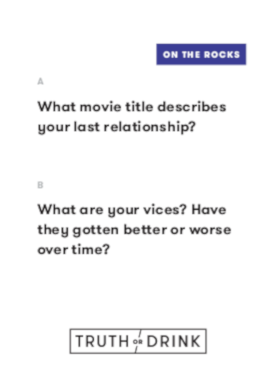 ON THE ROCKS
A
What movie title describes
your last relationship?
B
What are your vices? Have
they gotten better or worse
over time?
TRUTH OR DRINK